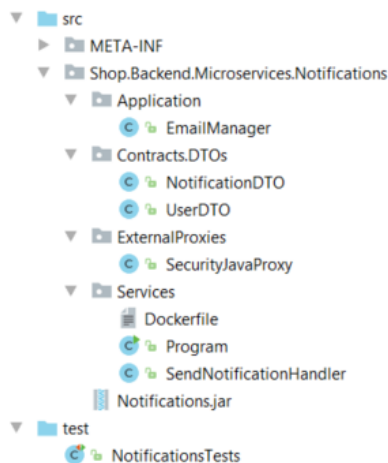 src
META-INF
Shop.Backend.Microservices.Notifications
Application
C EmailManager
Contracts.DTOs
C NotificationDTO
C UserDTO
ExternalProxies
C SecurityJavaProxy
Services
Dockerfile
C Program
C SendNotificationHandler
Notifications.jar
test
C NotificationsTests